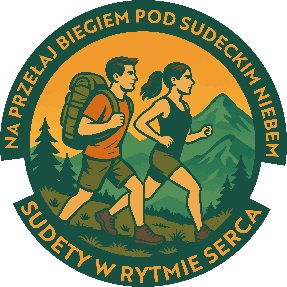 NA PRZEŁAJ BIEGIEM POD SUDECKIM NIEBEM
SUDETY W RYTMIE SERCA